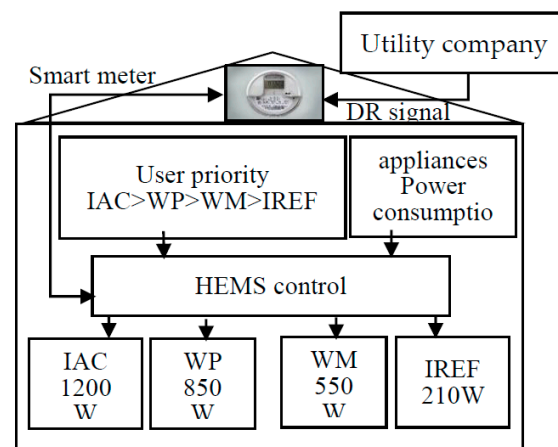 Utility company
Smart meter
DR signal
User priority
IAC>WP>WM>IREF
appliances
Power
consumptio
HEMS control
IAC
1200
W
WP
850
W
WM
550
W
IREF
210W